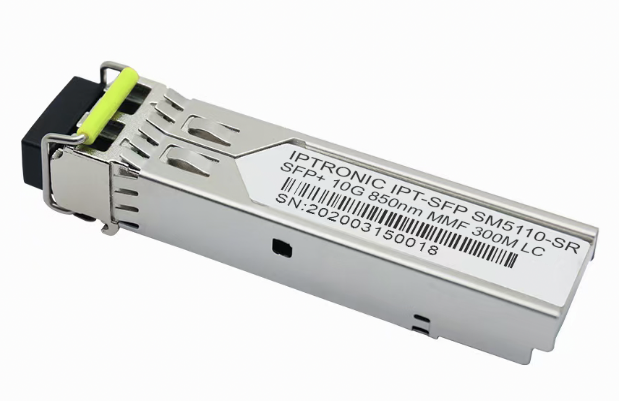 IPTRONIC IPT-SFP SM5110-SR
SFP+ 10G 850nm MMF 300M LC
SN:202003150018